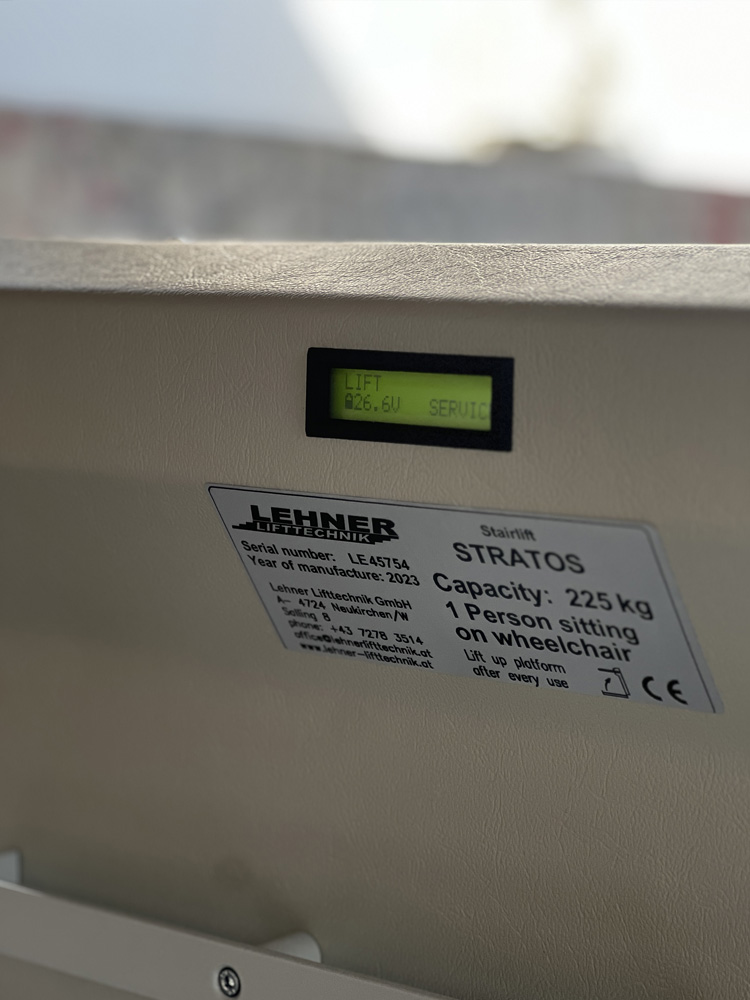 LIFT
26.6V SERVIC
LEHNER
LIFTTECHNIK
Serial number: LE45754
Year of manufacture: 2023
Lehner Lifttechnik GmbH
A- 4724 Neukirchen/W
Salling 8
phone: +43 7278 3514
office@lehnerlifttechnik.at
www.lehner-lifttechnik.at
Stairlift
STRATOS
Capacity: 225 kg
1 Person sitting
on wheelchair
Lift up platform
after every use
CE